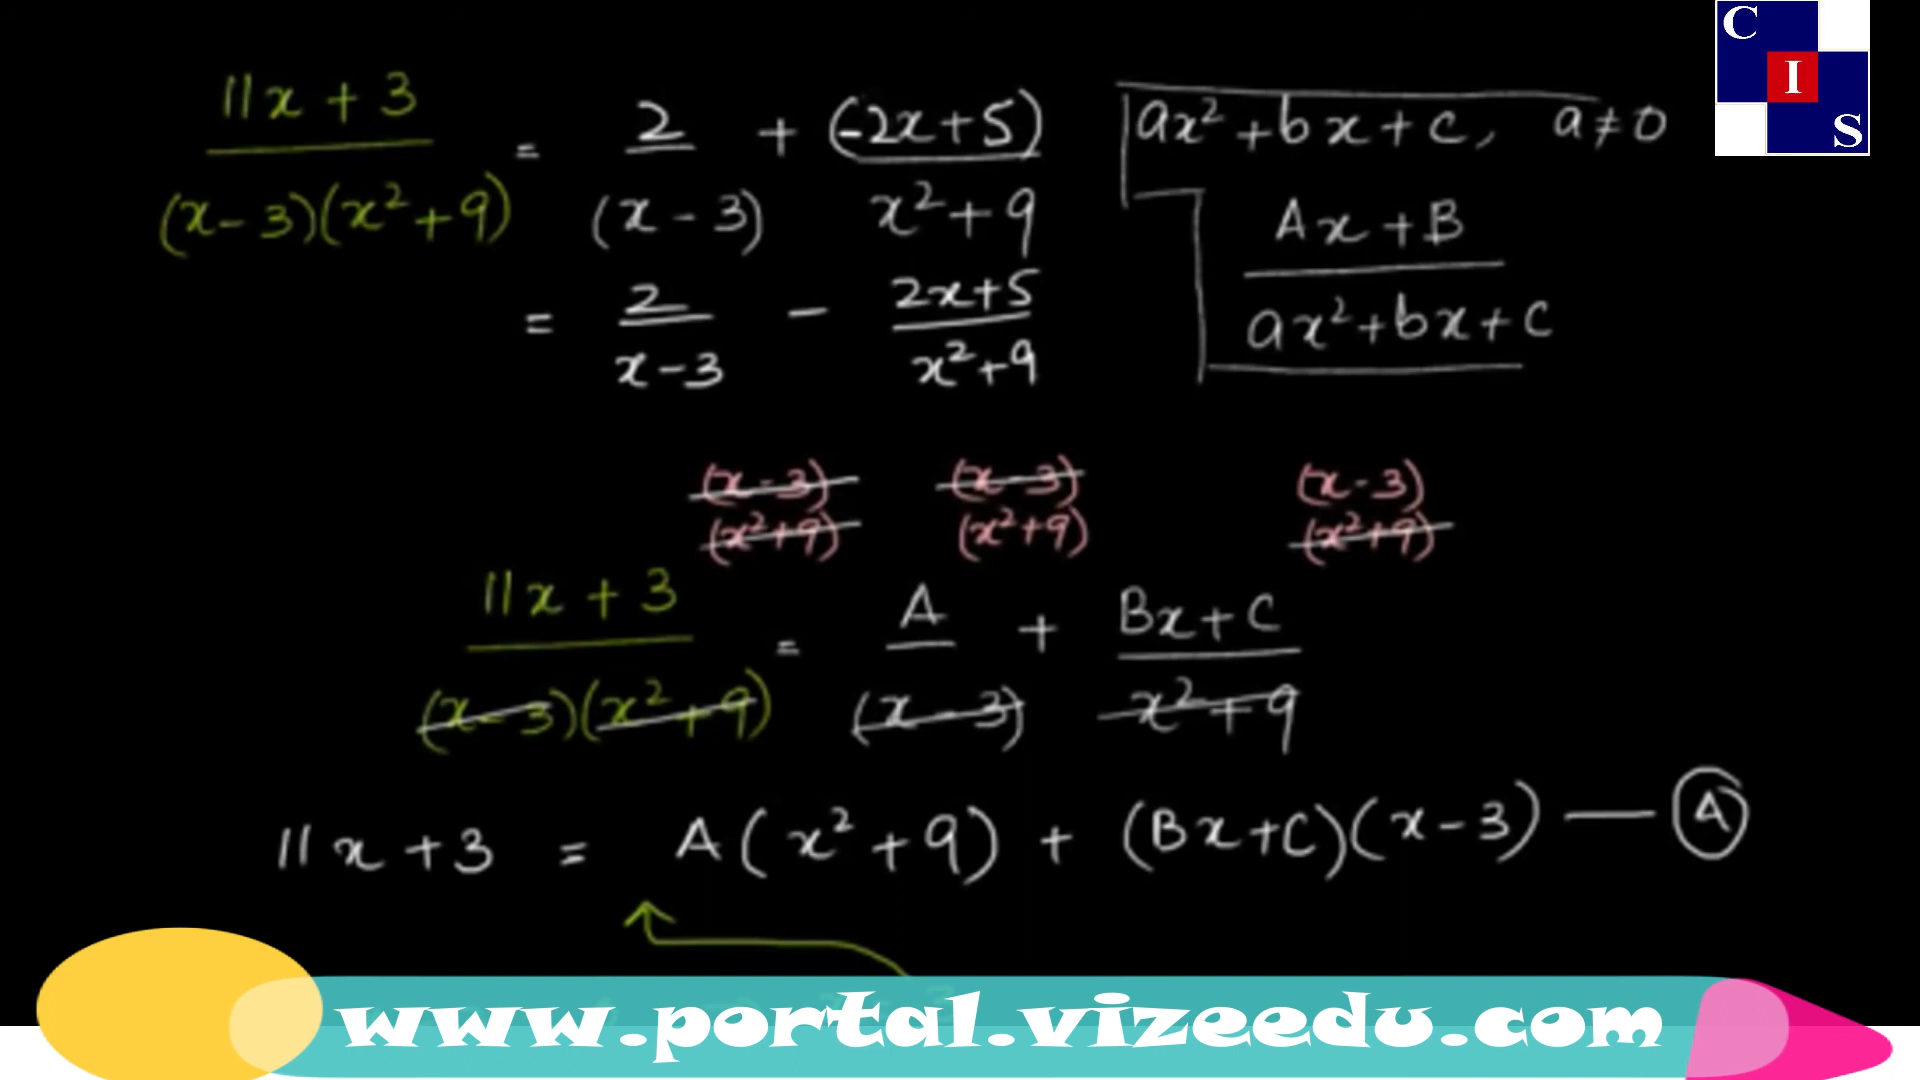 C
I
S
11x + 3 / (x - 3)(x² + 9) = 2 / (x - 3) + (-2x + 5) / x² + 9
ax² + bx + c, a ≠ 0
Ax + B / ax² + bx + c
= 2 / x - 3 - 2x + 5 / x² + 9
(x - 3) (x - 3) (x - 3)
(x² + 9) (x² + 9) (x² + 9)
11x + 3 / (x - 3)(x² + 9) = A / (x - 3) + Bx + C / x² + 9
11x + 3 = A(x² + 9) + (Bx + C)(x - 3) — A
www.portal.vizeedu.com